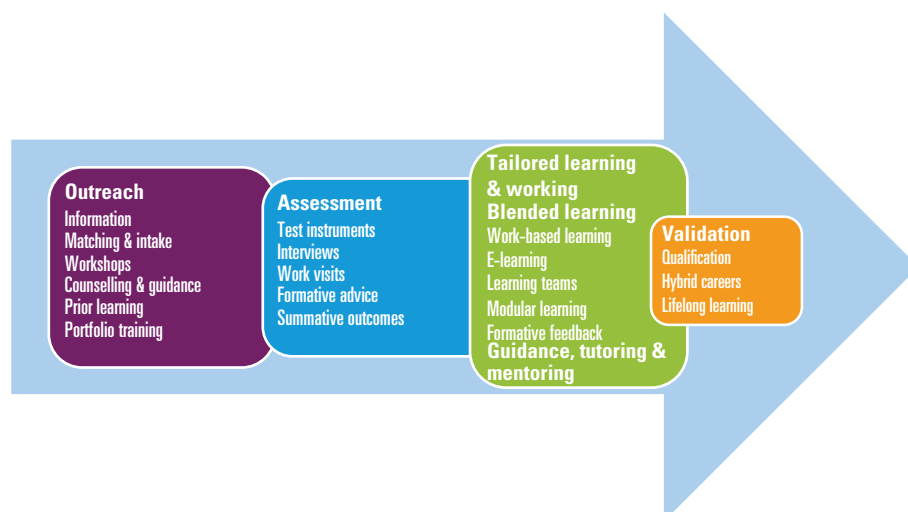 Outreach
Information
Matching & intake
Workshops
Counselling & guidance
Prior learning
Portfolio training
Assessment
Test instruments
Interviews
Work visits
Formative advice
Summative outcomes
Tailored learning
& working
Blended learning
Work-based learning
E-learning
Learning teams
Modular learning
Formative feedback
Guidance, tutoring &
mentoring
Validation
Qualification
Hybrid careers
Lifelong learning